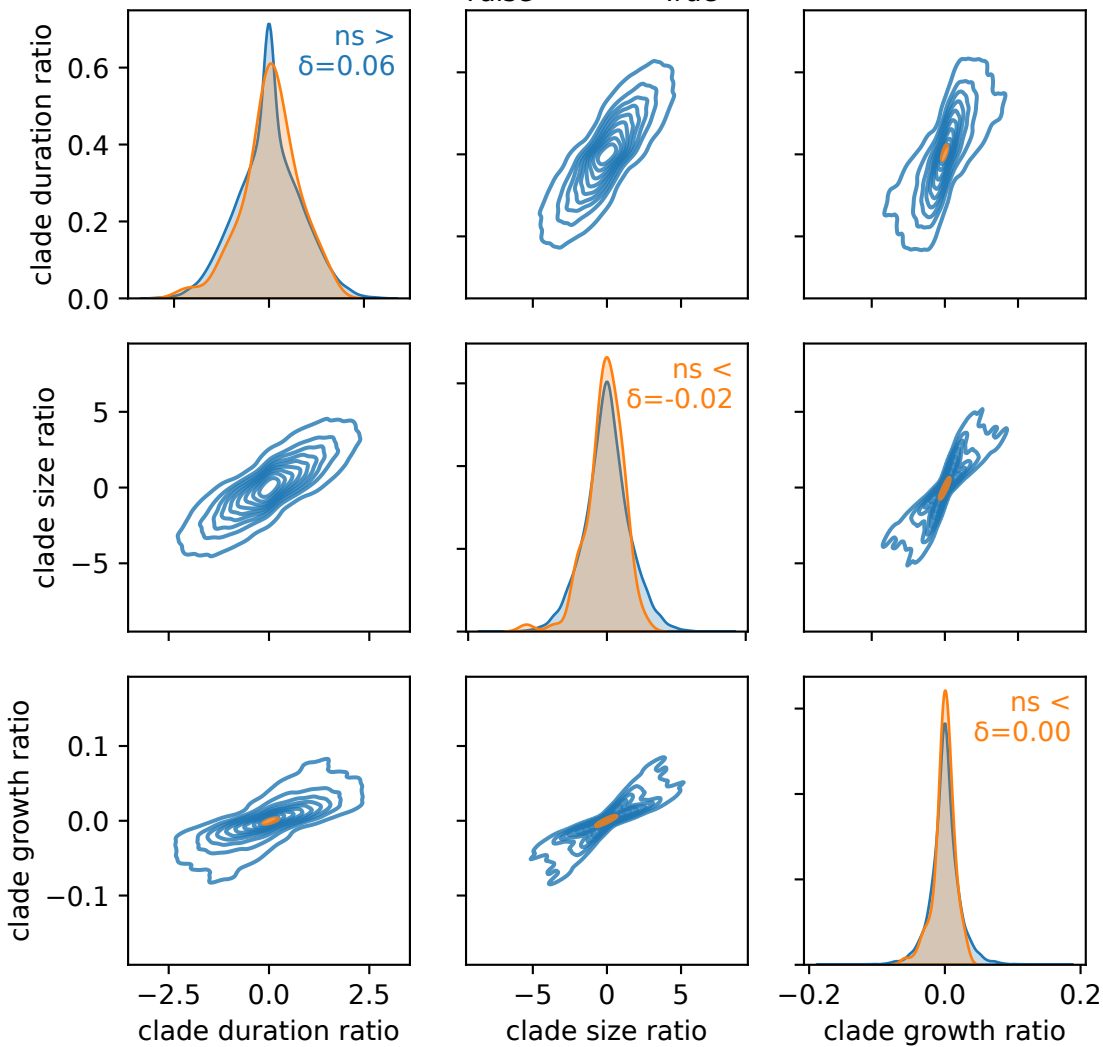 clade duration ratio
0.6
0.4
0.2
0.0
ns >
δ=0.06
clade size ratio
5
0
−5
ns <
δ=-0.02
clade growth ratio
0.1
0.0
−0.1
ns <
δ=0.00
−2.5 0.0 2.5
−5 0 5
−0.2 0.0 0.2
clade duration ratio
clade size ratio
clade growth ratio